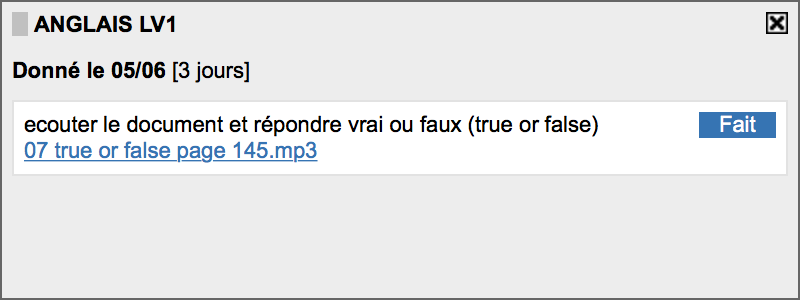 ANGLAIS LV1
Donné le 05/06 [3 jours]
ecouter le document et répondre vrai ou faux (true or false)
Fait
07 true or false page 145.mp3